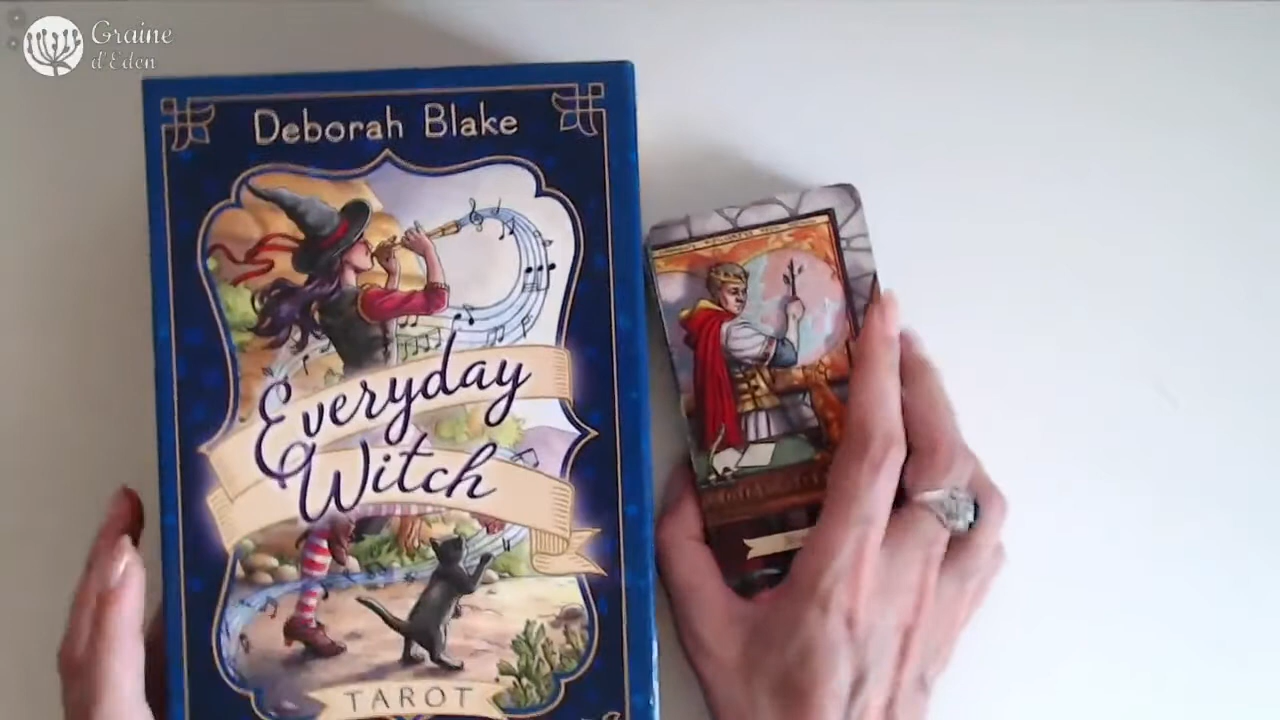 Graine
d'Eden
Deborah Blake
Everyday
Witch
TAROT